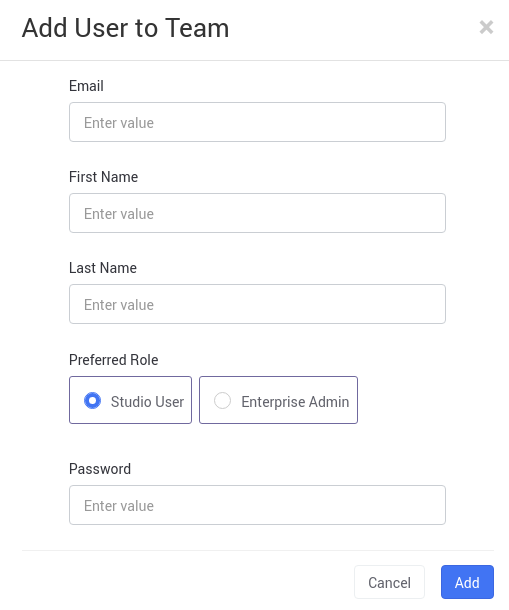 Add User to Team
Email
Enter value
First Name
Enter value
Last Name
Enter value
Preferred Role
Studio User Enterprise Admin
Password
Enter value
Cancel Add